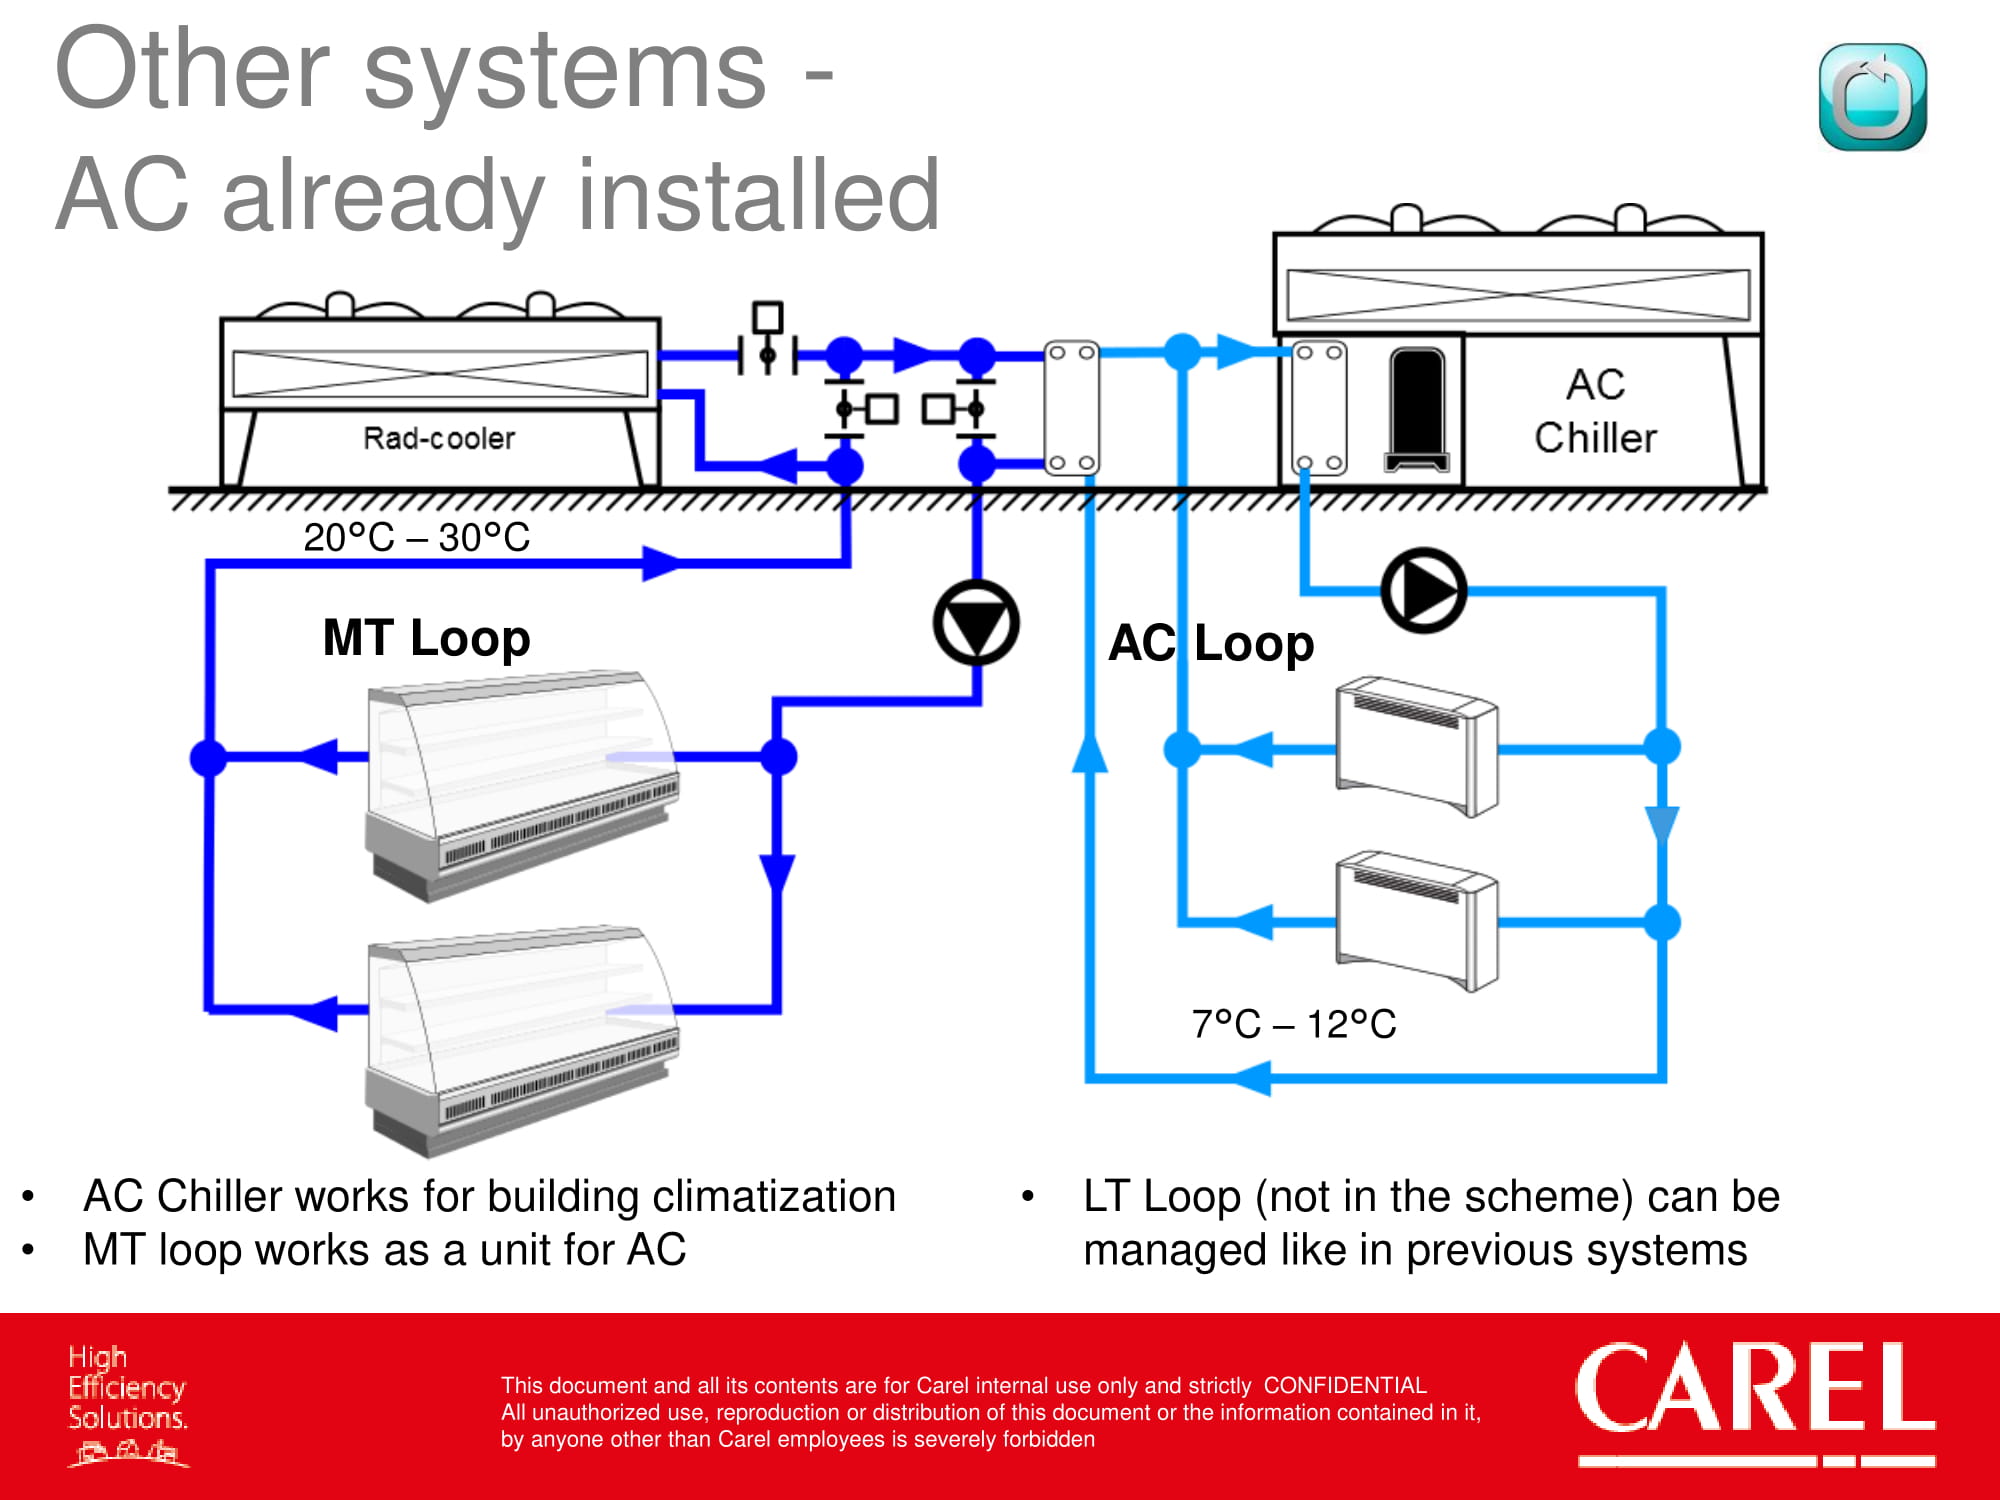 Other systems -
AC already installed
Rad-cooler
AC
Chiller
20°C – 30°C
MT Loop
AC Loop
7°C – 12°C
• AC Chiller works for building climatization
• MT loop works as a unit for AC
• LT Loop (not in the scheme) can be
managed like in previous systems
High
Efficiency
Solutions.
This document and all its contents are for Carel internal use only and strictly CONFIDENTIAL
All unauthorized use, reproduction or distribution of this document or the information contained in it,
by anyone other than Carel employees is severely forbidden
CAREL